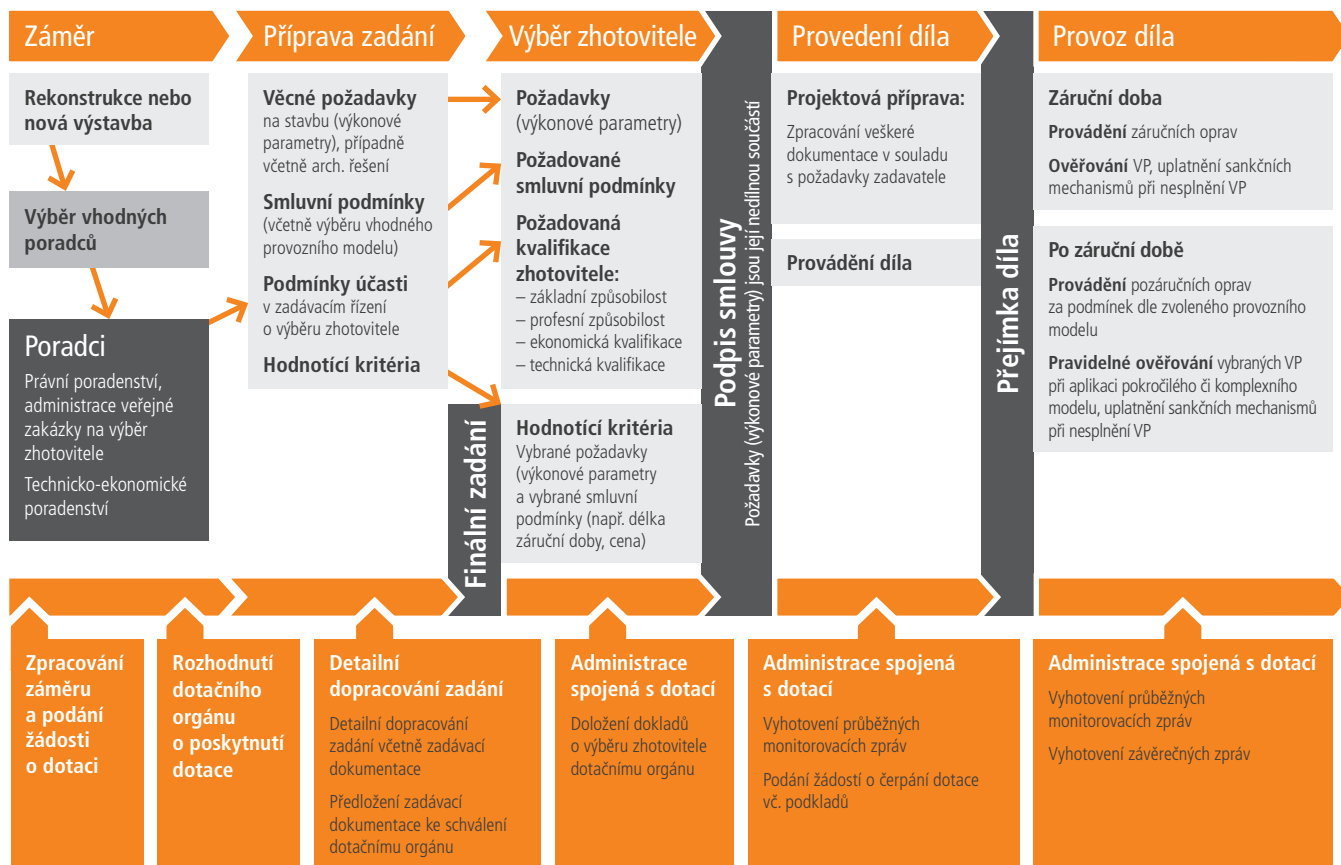 Záměr
Příprava zadání
Výběr zhotovitele
Provedení díla
Provoz díla
Rekonstrukce nebo
nová výstavba
Výběr vhodných
poradců
Poradci
Právní poradenství,
administrace veřejné
zakázky na výběr
zhotovitele
Technicko-ekonomické
poradenství
Věcné požadavky
na stavbu (výkonové
parametry), případně
včetně arch. řešení
Smluvní podmínky
(včetně výběru vhodného
provozního modelu)
Podmínky účasti
v zadávacím řízení
o výběru zhotovitele
Hodnotící kritéria
Finální zadání
Požadavky
(výkonové parametry)
Požadované
smluvní podmínky
Požadovaná
kvalifikace
zhotovitele:
– základní způsobilost
– profesní způsobilost
– ekonomická kvalifikace
– technická kvalifikace
Hodnotící kritéria
Vybrané požadavky
(výkonové parametry
a vybrané smluvní
podmínky (např. délka
záruční doby, cena)
Podpis smlouvy
Požadavky (výkonové parametry) jsou její nedílnou součástí
Projektová příprava:
Zpracování veškeré
dokumentace v souladu
s požadavky zadavatele
Provádění díla
Přejímka díla
Záruční doba
Provádění záručních oprav
Ověřování VP, uplatnění sankčních
mechanismů při nesplnění VP
Po záruční době
Provádění pozáručních oprav
za podmínek dle zvoleného provozního
modelu
Pravidelné ověřování vybraných VP
při aplikaci pokročilého či komplexního
modelu, uplatnění sankčních mechanismů
při nesplnění VP
Zpracování
záměru
a podání
žádosti
o dotaci
Rozhodnutí
dotačního
orgánu
o poskytnutí
dotace
Detailní
dopracování zadání
Detailní dopracování
zadání včetně zadávací
dokumentace
Předložení zadávací
dokumentace ke schválení
dotačnímu orgánu
Administrace
spojená s dotací
Doložení dokladů
o výběru zhotovitele
dotačnímu orgánu
Administrace spojená
s dotací
Vyhotovení průběžných
monitorovacích zpráv
Podání žádostí o čerpání dotace
vč. podkladů
Administrace spojená s dotací
Vyhotovení průběžných
monitorovacích zpráv
Vyhotovení závěrečných zpráv